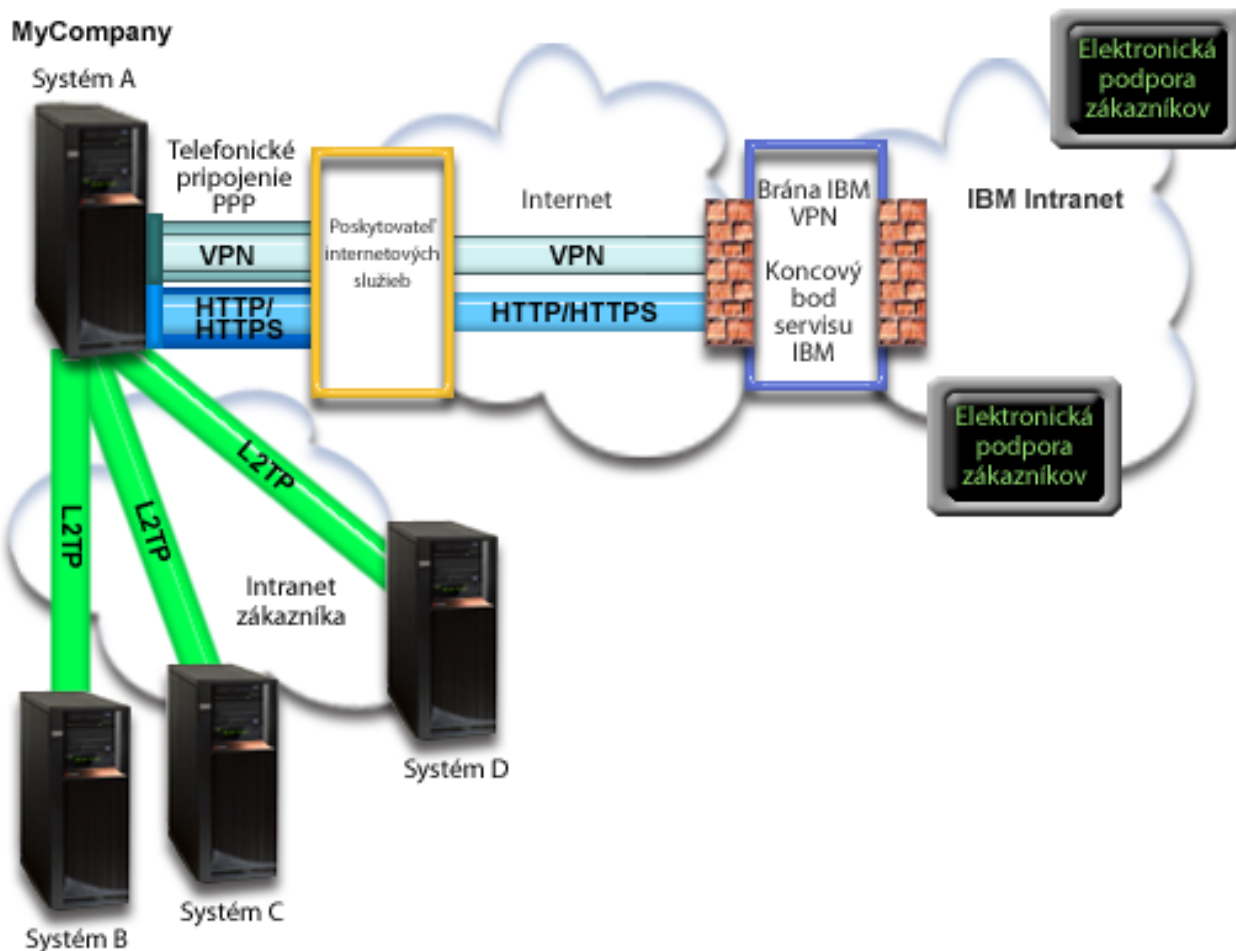 MyCompany
Systém A
Telefonické
pripojenie
PPP
VPN
HTTP/
HTTPS
Poskytovateľ
internetových
služieb
Internet
VPN
HTTP/HTTPS
Brána IBM
VPN
Koncový
bod
servisu
IBM
IBM Intranet
Elektronická
podpora
zákazníkov
Elektronická
podpora
zákazníkov
L2TP
L2TP
L2TP
Intranet
zákazníka
Systém B
Systém C
Systém D